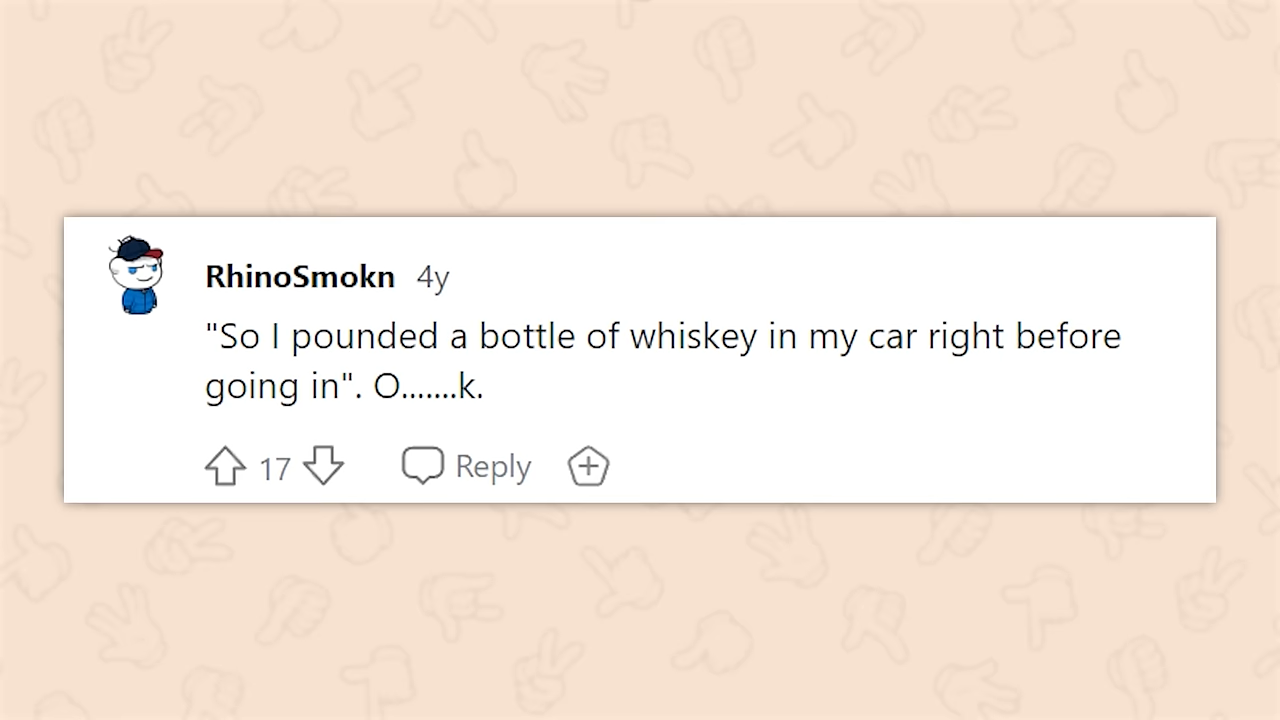 RhinoSmokn 4y
"So I pounded a bottle of whiskey in my car right before
going in". O.......k.
17 Reply